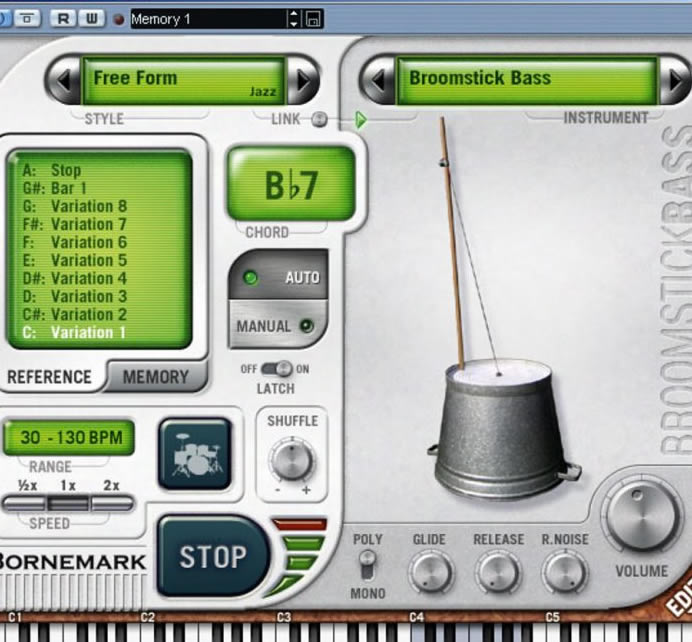 R W Memory 1
Free Form
Jazz
Broomstick Bass
STYLE
LINK
INSTRUMENT
A: Stop
G#: Bar 1
G: Variation 8
F#: Variation 7
F: Variation 6
E: Variation 5
D#: Variation 4
D: Variation 3
C#: Variation 2
C: Variation 1
B♭7
CHORD
AUTO
MANUAL
OFF ON
LATCH
REFERENCE MEMORY
BROOMSTICKBASS
30 - 130 BPM
RANGE
½x 1x 2x
SPEED
SHUFFLE
- +
BORNEMARK
STOP
POLY
MONO
GLIDE
RELEASE
R.NOISE
VOLUME
EDI
C1 C2 C3 C4 C5